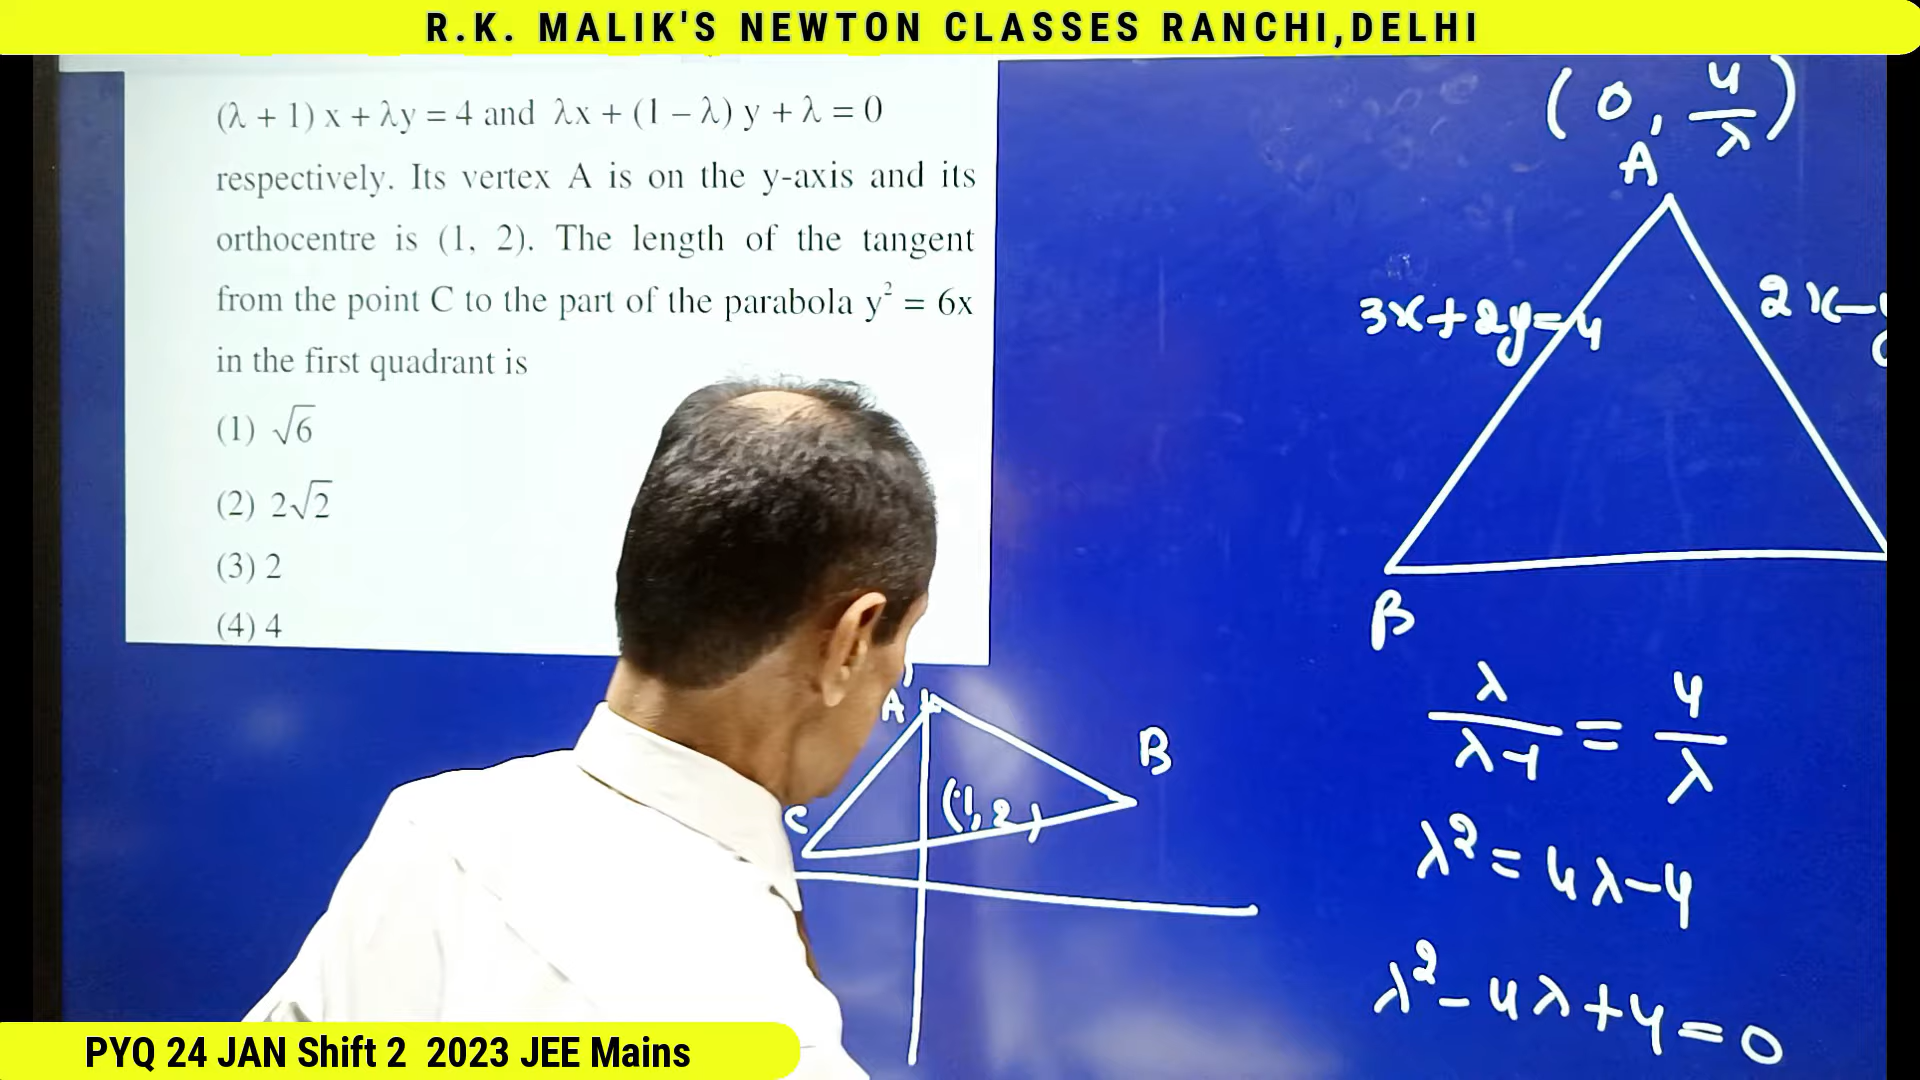 R.K. MALIK'S NEWTON CLASSES RANCHI,DELHI
(λ + 1) x + λy = 4 and λx + (1 – λ) y + λ = 0
respectively. Its vertex A is on the y-axis and its
orthocentre is (1, 2). The length of the tangent
from the point C to the part of the parabola y² = 6x
in the first quadrant is
(1) √6
(2) 2√2
(3) 2
(4) 4
A
B
C
(1, 2)
(0, 4/λ)
A
3x+2y=4
2x-y
B
λ/(λ-1) = 4/λ
λ² = 4λ-4
λ²-4λ+4=0
PYQ 24 JAN Shift 2 2023 JEE Mains